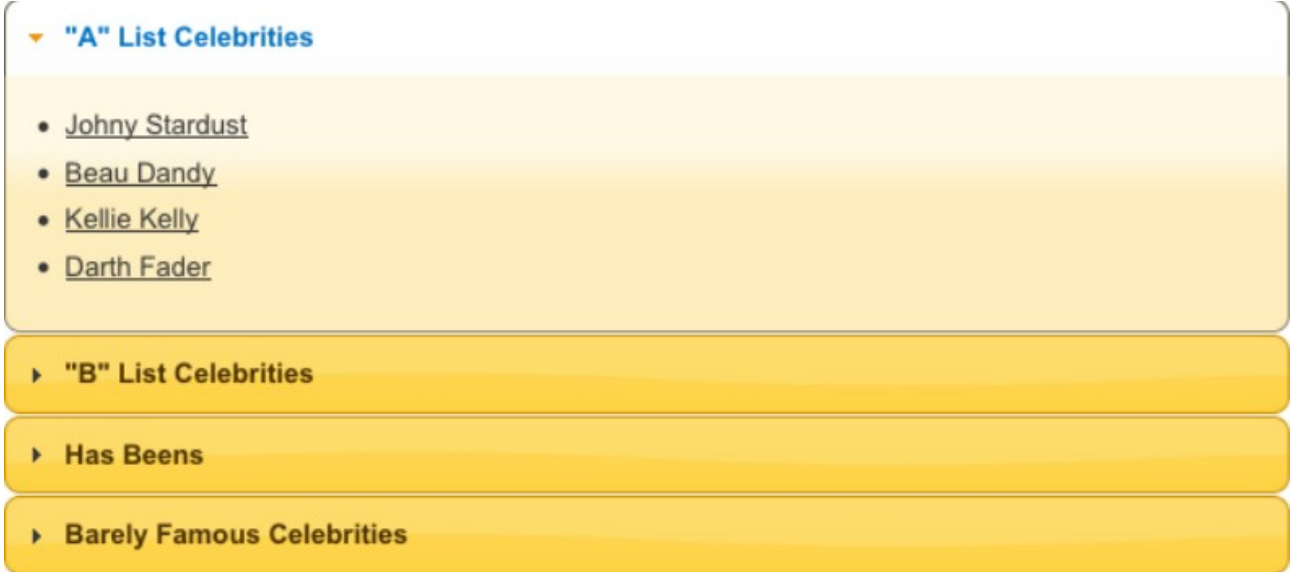 "A" List Celebrities
Johny Stardust
Beau Dandy
Kellie Kelly
Darth Fader
"B" List Celebrities
Has Beens
Barely Famous Celebrities